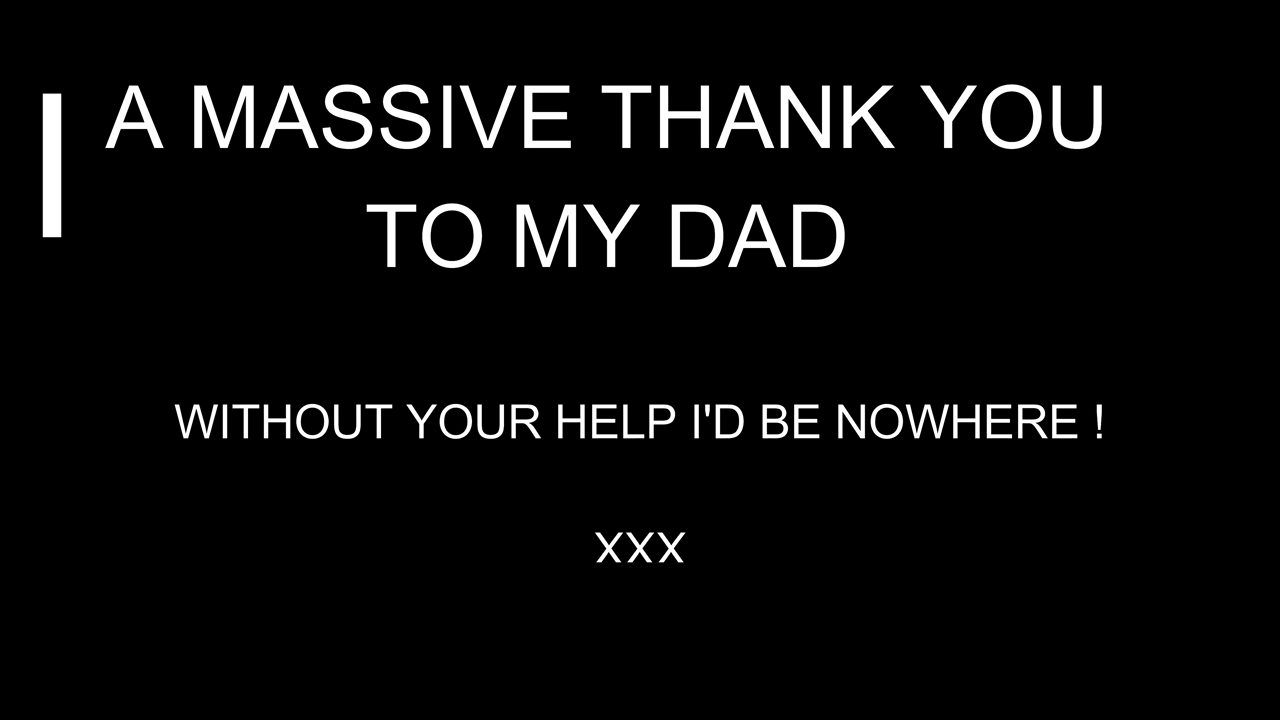 A MASSIVE THANK YOU
TO MY DAD
WITHOUT YOUR HELP I'D BE NOWHERE !
XXX